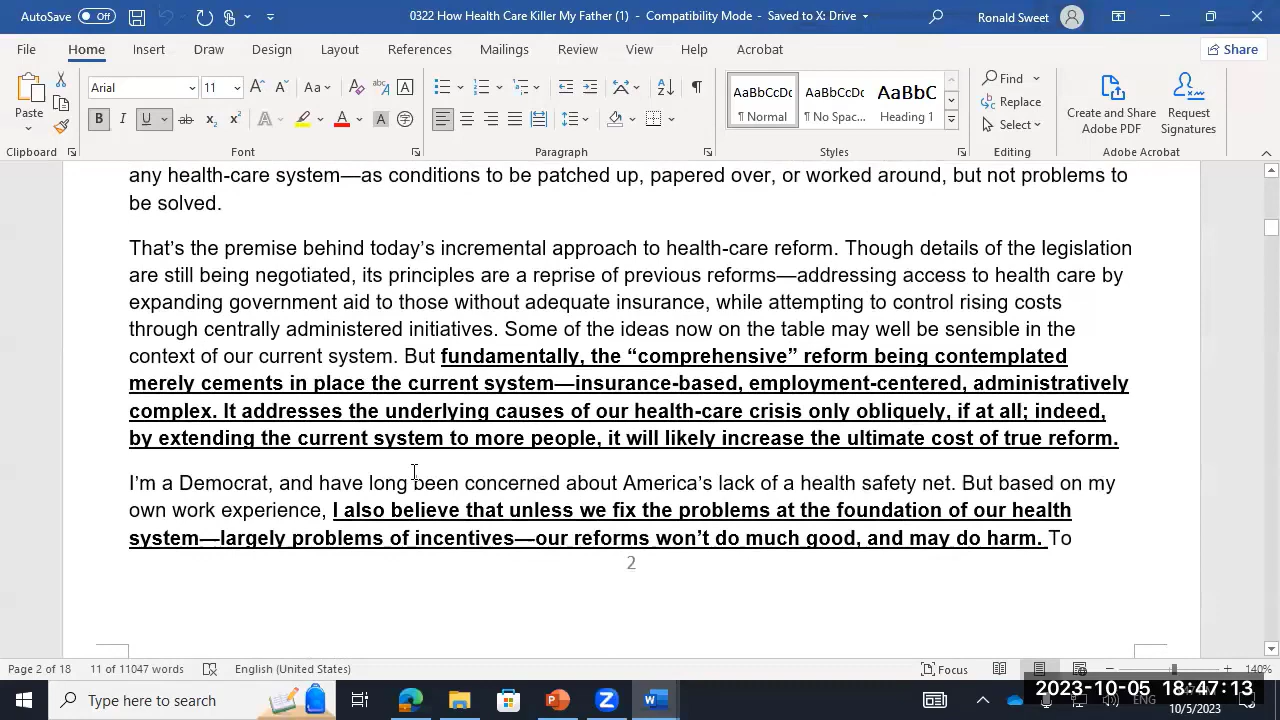 AutoSave Off 0322 How Health Care Killer My Father (1) - Compatibility Mode - Saved to X: Drive Ronald Sweet
File Home Insert Draw Design Layout References Mailings Review View Help Acrobat Share
Arial 11 Aa Find
Paste Replace
B I U ab x₂ x² A Select
AaBbCcDc AaBbCcDc AaBbC
¶ Normal ¶ No Spac... Heading 1
Create and Share Adobe PDF Request Signatures
Clipboard Font Paragraph Styles Editing Adobe Acrobat
any health-care system—as conditions to be patched up, papered over, or worked around, but not problems to
be solved.
That’s the premise behind today’s incremental approach to health-care reform. Though details of the legislation
are still being negotiated, its principles are a reprise of previous reforms—addressing access to health care by
expanding government aid to those without adequate insurance, while attempting to control rising costs
through centrally administered initiatives. Some of the ideas now on the table may well be sensible in the
context of our current system. But fundamentally, the “comprehensive” reform being contemplated
merely cements in place the current system—insurance-based, employment-centered, administratively
complex. It addresses the underlying causes of our health-care crisis only obliquely, if at all; indeed,
by extending the current system to more people, it will likely increase the ultimate cost of true reform.
I’m a Democrat, and have long been concerned about America’s lack of a health safety net. But based on my
own work experience, I also believe that unless we fix the problems at the foundation of our health
system—largely problems of incentives—our reforms won’t do much good, and may do harm. To
2
Page 2 of 18 11 of 11047 words English (United States) Focus 140%
Type here to search
2023-10-05 18:47:13
ENG
10/5/2023